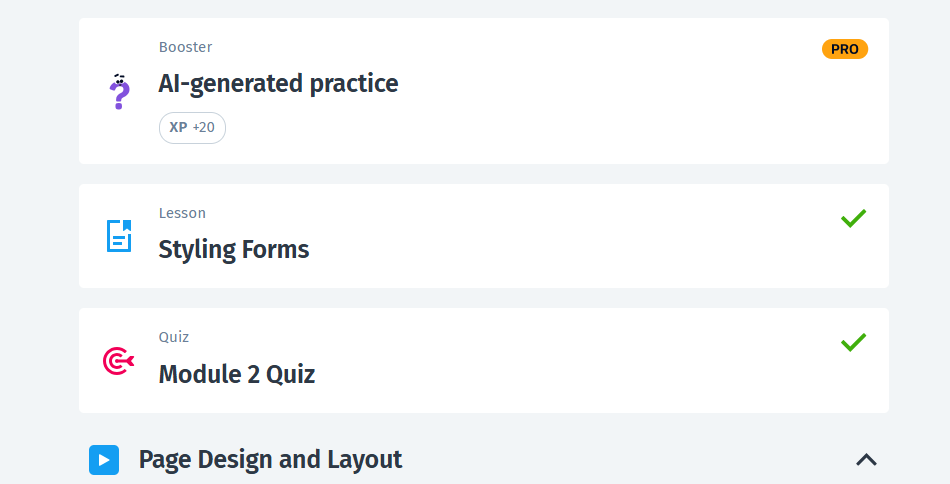 Booster
PRO
AI-generated practice
XP +20
Lesson
Styling Forms
Quiz
Module 2 Quiz
Page Design and Layout